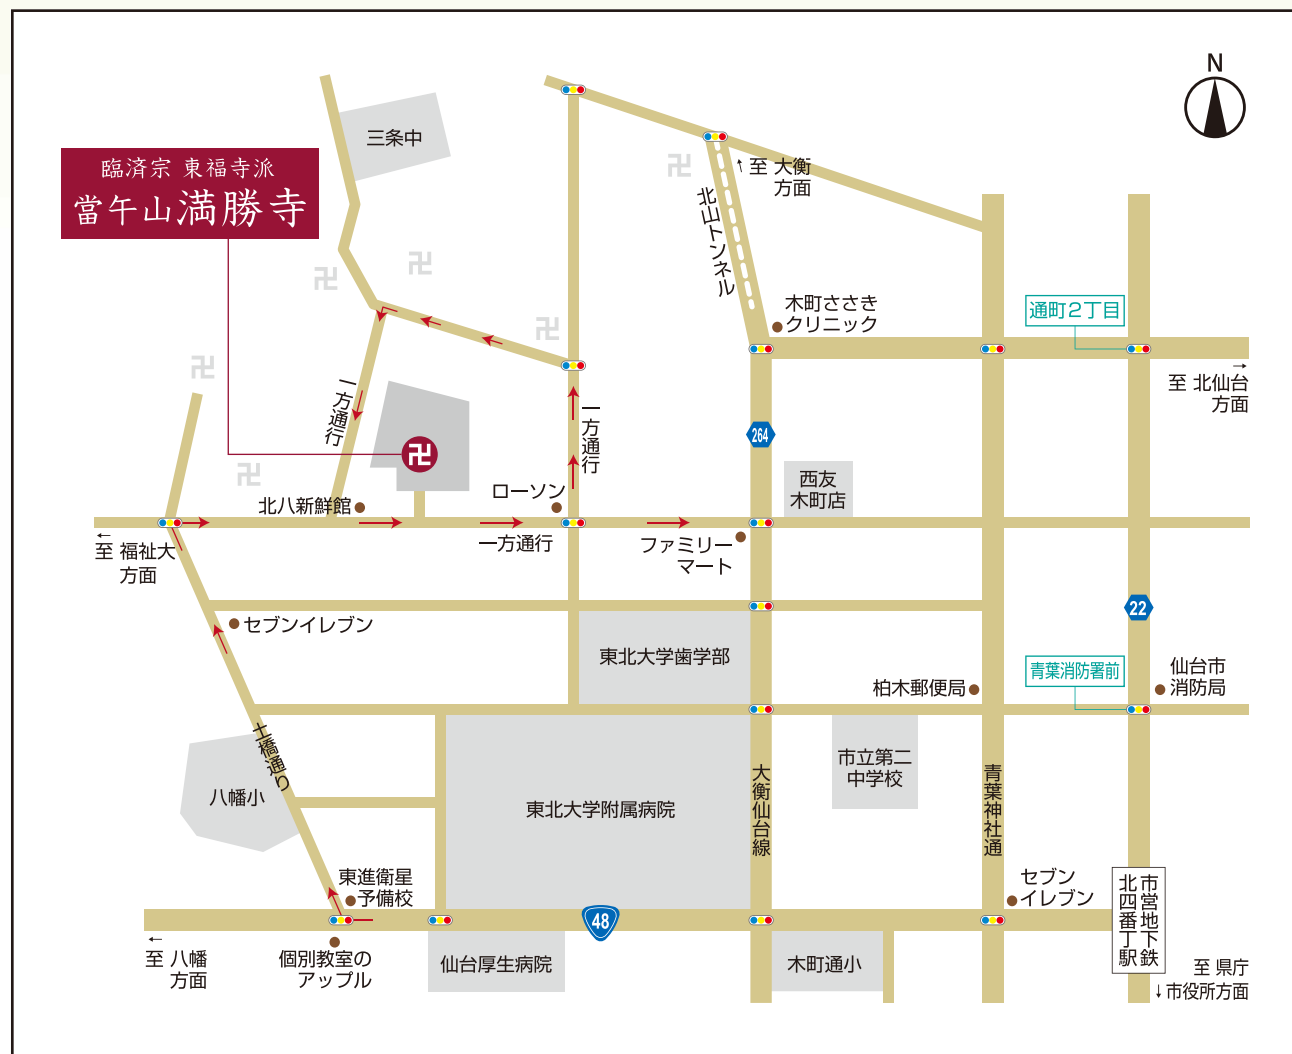 N
三条中
臨済宗 東福寺派
當午山 満勝寺
至 大衡
方面
北山トンネル
木町ささき
クリニック
通町2丁目
至 北仙台
方面
一方通行
一方通行
264
西友
木町店
北八新鮮館
ローソン
一方通行
ファミリー
マート
至 福祉大
方面
セブンイレブン
22
東北大学歯学部
青葉消防署前
仙台市
消防局
柏木郵便局
土橋通り
八幡小
東北大学附属病院
大衡仙台線
市立第二
中学校
青葉神社通
東進衛星
予備校
セブン
イレブン
市営地下鉄
北四番丁駅
48
至 八幡
方面
個別教室の
アップル
仙台厚生病院
木町通小
至 県庁
市役所方面